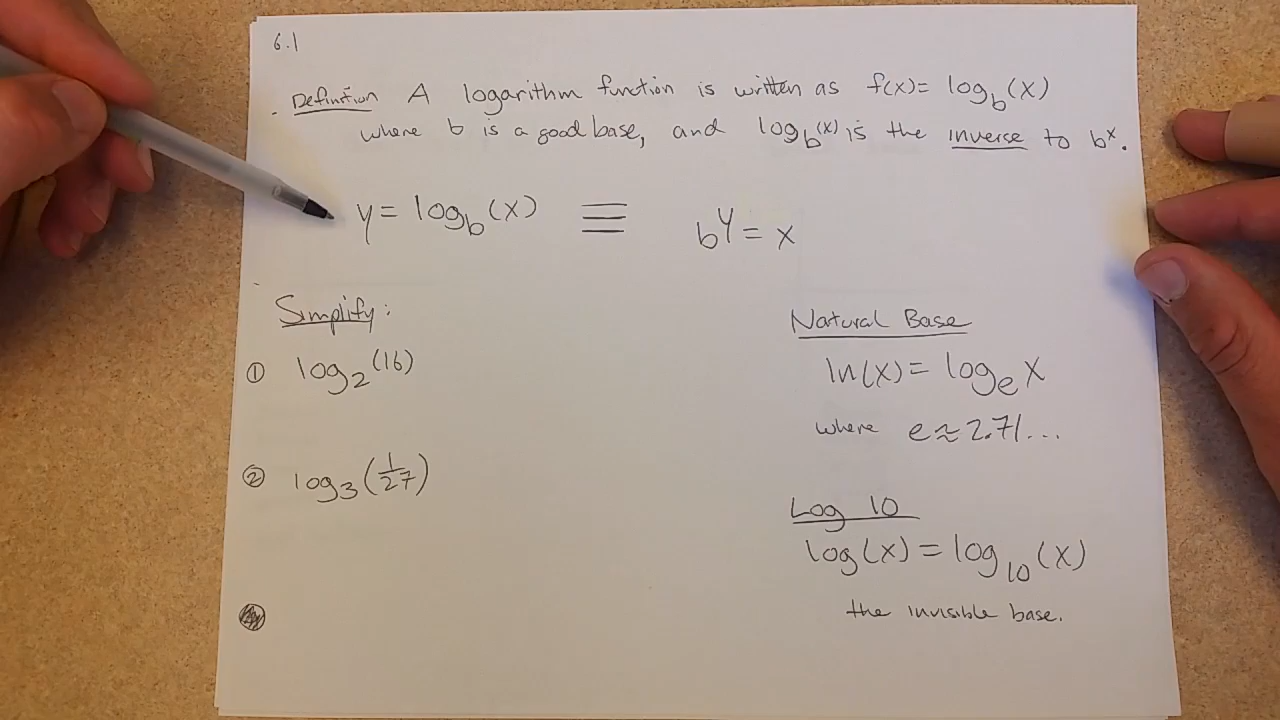 6.1
Definition A logarithm function is written as f(x)= log_b(x)
where b is a good base, and log_b(x) is the inverse to b^x.
y= log_b(x) ≡ b^y = x
Simplify:
① log_2(16)
② log_3(1/27)
Natural Base
ln(x)= log_e x
where e≈2.71...
Log 10
log(x) = log_10(x)
the invisible base.